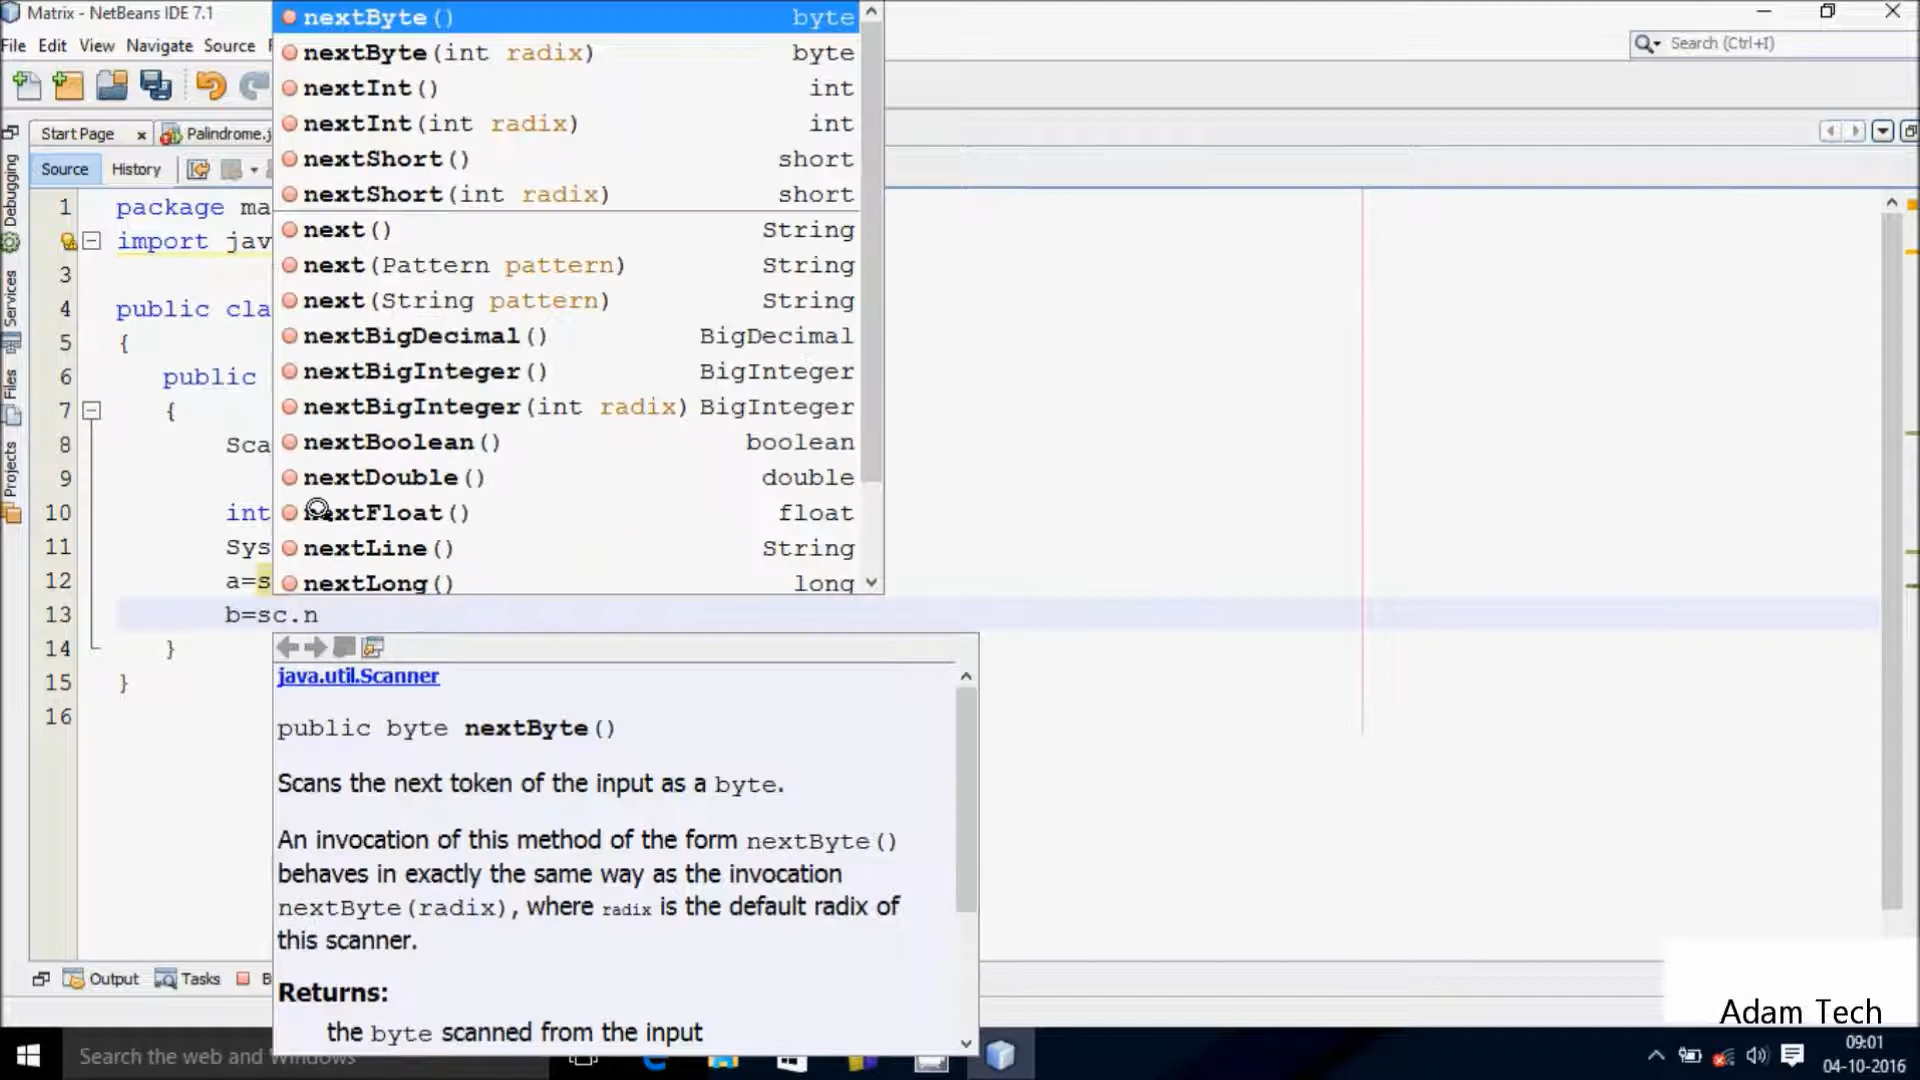 Matrix - NetBeans IDE 7.1
File Edit View Navigate Source
Search (Ctrl+I)
Start Page Palindrome.j
Source History
Debugging
Services
Files
Projects
1 package ma
import jav
3
4 public cla
5 {
6 public
7 {
8 Sca
9
10 int
11 Sys
12 a=s
13 b=sc.n
14 }
15 }
16
nextByte() byte
nextByte(int radix) byte
nextInt() int
nextInt(int radix) int
nextShort() short
nextShort(int radix) short
next() String
next(Pattern pattern) String
next(String pattern) String
nextBigDecimal() BigDecimal
nextBigInteger() BigInteger
nextBigInteger(int radix) BigInteger
nextBoolean() boolean
nextDouble() double
nextFloat() float
nextLine() String
nextLong() long
java.util.Scanner
public byte nextByte()
Scans the next token of the input as a byte.
An invocation of this method of the form nextByte()
behaves in exactly the same way as the invocation
nextByte(radix), where radix is the default radix of
this scanner.
Returns:
the byte scanned from the input
Output Tasks B
Adam Tech
Search the web and Windows
09:01
04-10-2016